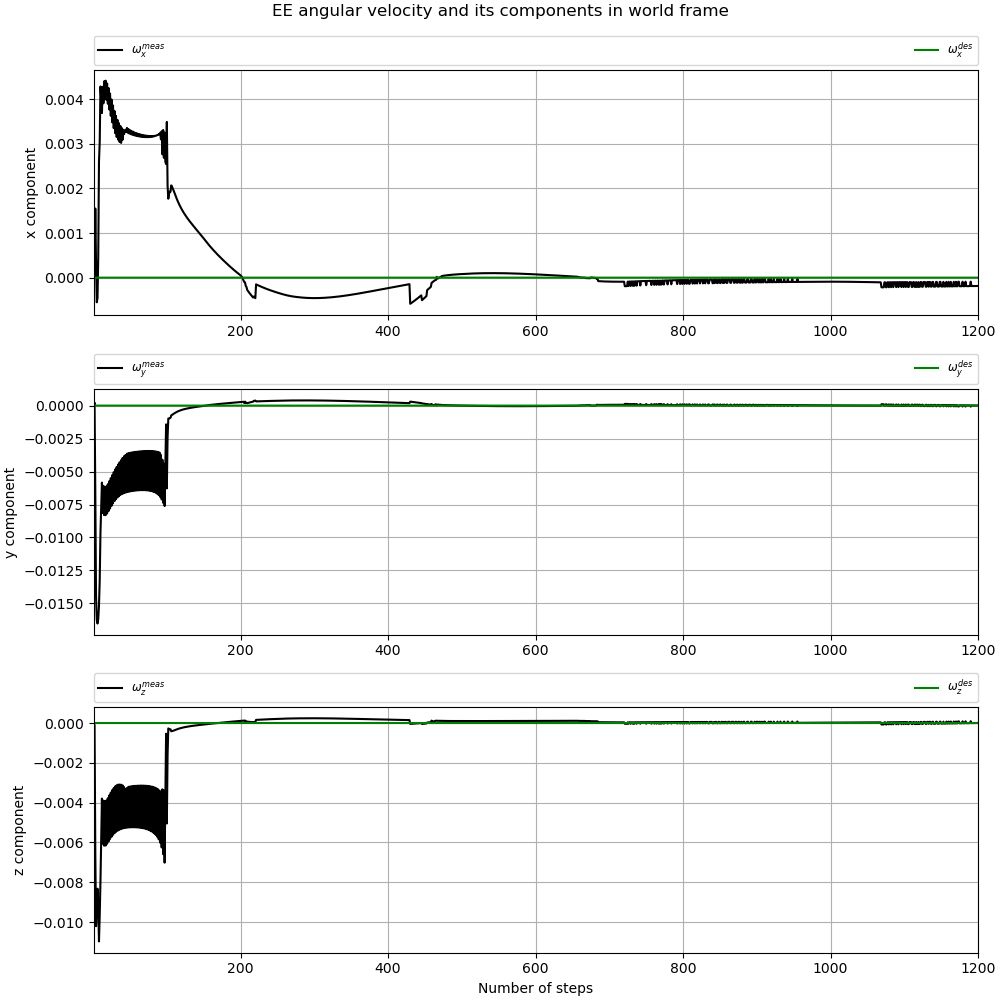 EE angular velocity and its components in world frame
ω_x^meas ω_x^des
0.004
0.003
0.002
0.001
0.000
x component
200 400 600 800 1000 1200
ω_y^meas ω_y^des
0.0000
−0.0025
−0.0050
−0.0075
−0.0100
−0.0125
−0.0150
y component
200 400 600 800 1000 1200
ω_z^meas ω_z^des
0.000
−0.002
−0.004
−0.006
−0.008
−0.010
z component
200 400 600 800 1000 1200
Number of steps